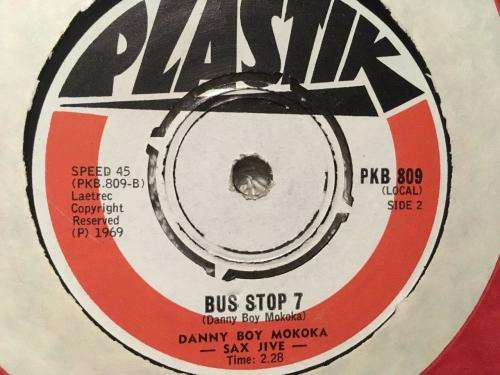 PLASTIK
SPEED 45
(PKB.809-B)
Laetrec
Copyright
Reserved
(P) 1969
PKB 809
(LOCAL)
SIDE 2
BUS STOP 7
(Danny Boy Mokoka)
DANNY BOY MOKOKA
— SAX JIVE —
Time: 2.28